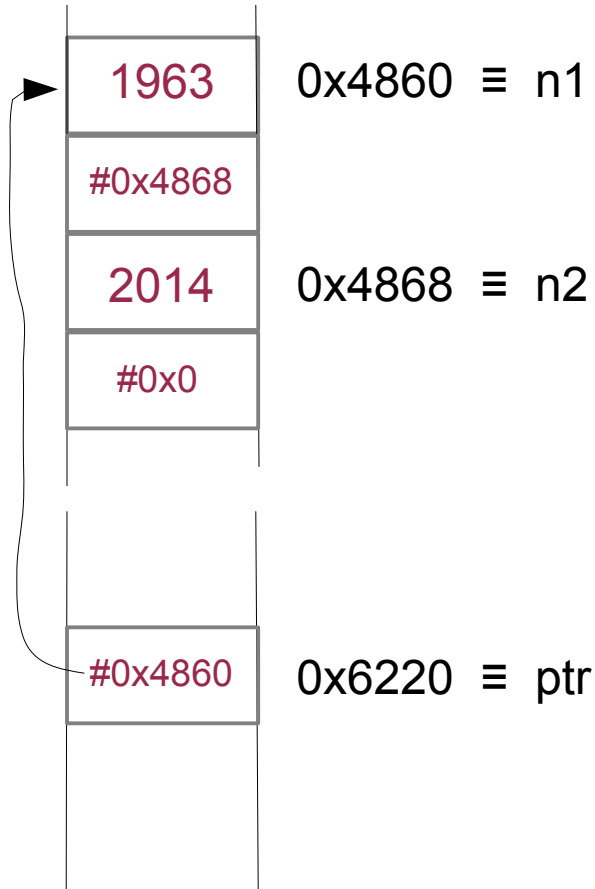 1963 0x4860 ≡ n1
#0x4868
2014 0x4868 ≡ n2
#0x0
#0x4860 0x6220 ≡ ptr